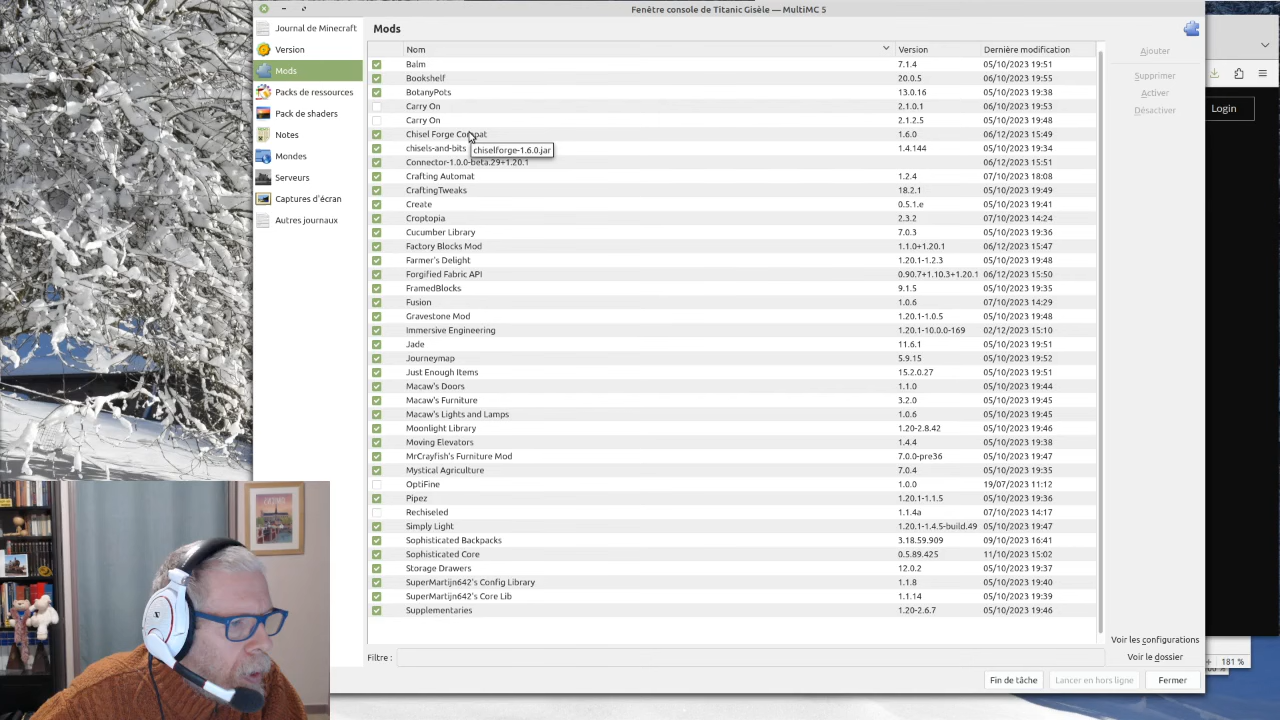 Fenêtre console de Titanic Gisèle — MultiMC 5
Journal de Minecraft
Version
Mods
Packs de ressources
Pack de shaders
Notes
Mondes
Serveurs
Captures d'écran
Autres journaux
Mods
Nom Version Dernière modification
Balm 7.1.4 05/10/2023 19:51
Bookshelf 20.0.5 05/10/2023 19:35
BotanyPots 13.0.16 05/10/2023 19:38
Carry On 2.1.0.1 05/10/2023 19:40
Carry On 2.1.2.5 05/10/2023 19:48
Chisel Forge Compat 1.6.0 06/12/2023 15:49
chisels-and-bits 1.4.144 05/10/2023 19:41
chiselforge-1.6.0.jar
Connector-1.0.0-beta.29+1.20.1 06/12/2023 15:51
Crafting Automat 1.2.4 07/10/2023 18:08
CraftingTweaks 18.2.1 05/10/2023 19:49
Create 0.5.1.e 05/10/2023 19:41
Croptopia 2.3.2 05/10/2023 19:48
Cucumber Library 7.0.3 05/10/2023 19:36
Factory Blocks Mod 1.1.0+1.20.1 06/12/2023 15:47
Farmer's Delight 1.20.1-1.2.3 05/10/2023 19:48
Forgified Fabric API 0.90.7+1.10.3+1.20.1 06/12/2023 15:50
FramedBlocks 9.1.5 05/10/2023 19:35
Fusion 1.0.6 07/10/2023 14:29
Gravestone Mod 1.20.1-1.0.5 05/10/2023 19:48
Immersive Engineering 1.20.1-10.0.0-169 02/12/2023 15:10
Jade 11.6.1 05/10/2023 19:51
Journeymap 5.9.15 05/10/2023 19:52
Just Enough Items 15.2.0.27 05/10/2023 19:51
Macaw's Doors 1.1.0 05/10/2023 19:44
Macaw's Furniture 3.2.0 05/10/2023 19:45
Macaw's Lights and Lamps 1.0.6 05/10/2023 19:45
Moonlight Library 1.20-2.8.42 05/10/2023 19:46
Moving Elevators 1.4.4 05/10/2023 19:38
MrCrayfish's Furniture Mod 7.0.0-pre36 05/10/2023 19:47
Mystical Agriculture 7.0.4 05/10/2023 19:35
OptiFine 1.0.0 19/07/2023 11:12
Pipez 1.20.1-1.1.5 05/10/2023 19:36
Rechiseled 1.1.4a 07/10/2023 14:17
Simply Light 1.20.1-1.4.5-build.49 05/10/2023 19:47
Sophisticated Backpacks 3.18.59.909 09/10/2023 16:41
Sophisticated Core 0.5.89.425 11/10/2023 15:02
Storage Drawers 12.0.2 05/10/2023 19:37
SuperMartijn642's Config Library 1.1.8 05/10/2023 19:40
SuperMartijn642's Core Lib 1.1.14 05/10/2023 19:39
Supplementaries 1.20-2.6.7 05/10/2023 19:46
Filtre :
Ajouter
Supprimer
Activer
Désactiver
Voir les configurations
Voir le dossier
Fin de tâche
Lancer en hors ligne
Fermer
Login
181 %